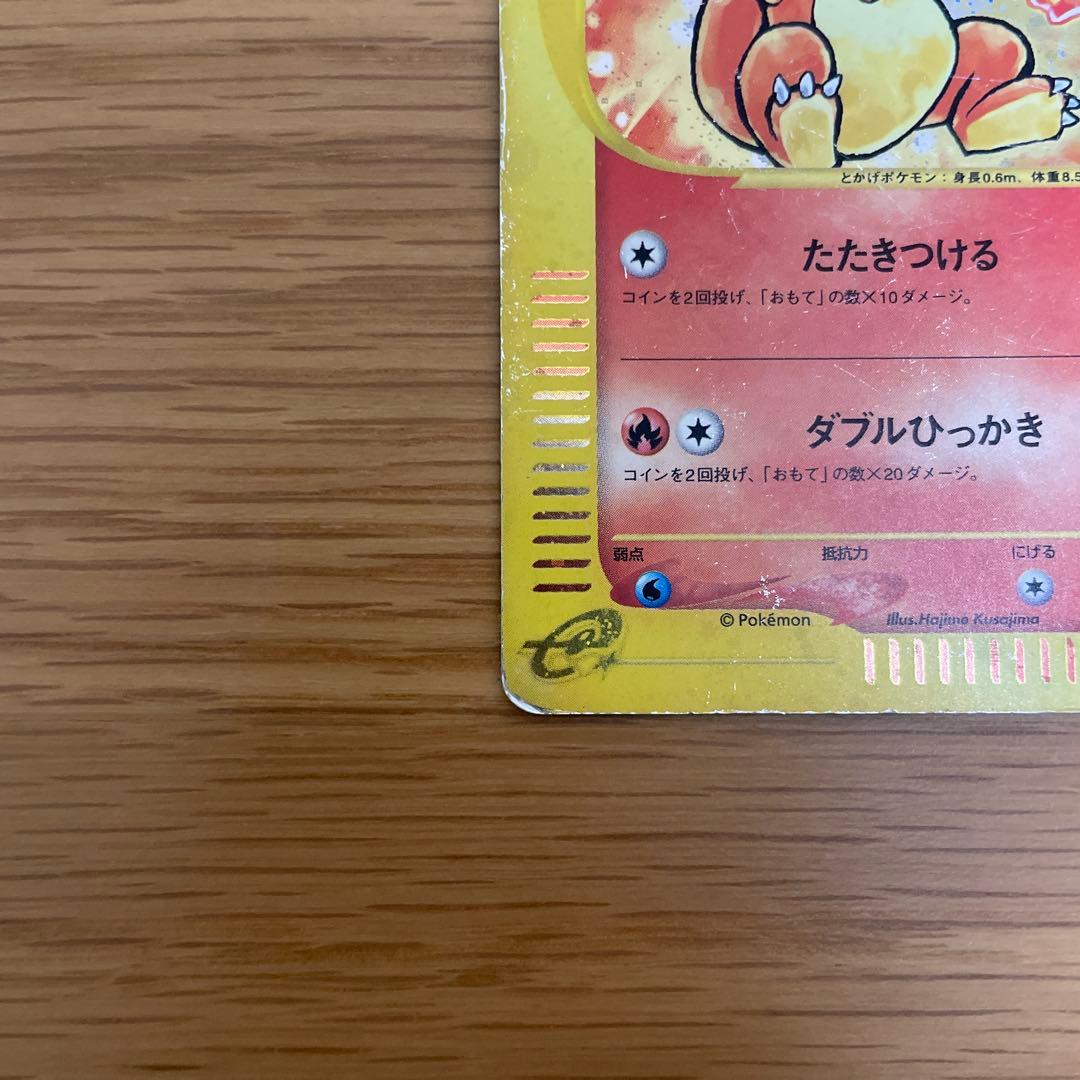 とかげポケモン：身長0.6m、体重8.5
たたきつける
コインを2回投げ、「おもて」の数×10ダメージ。
ダブルひっかき
コインを2回投げ、「おもて」の数×20ダメージ。
弱点 抵抗力 にげる
© Pokémon Illus.Hajime Kusajima
e